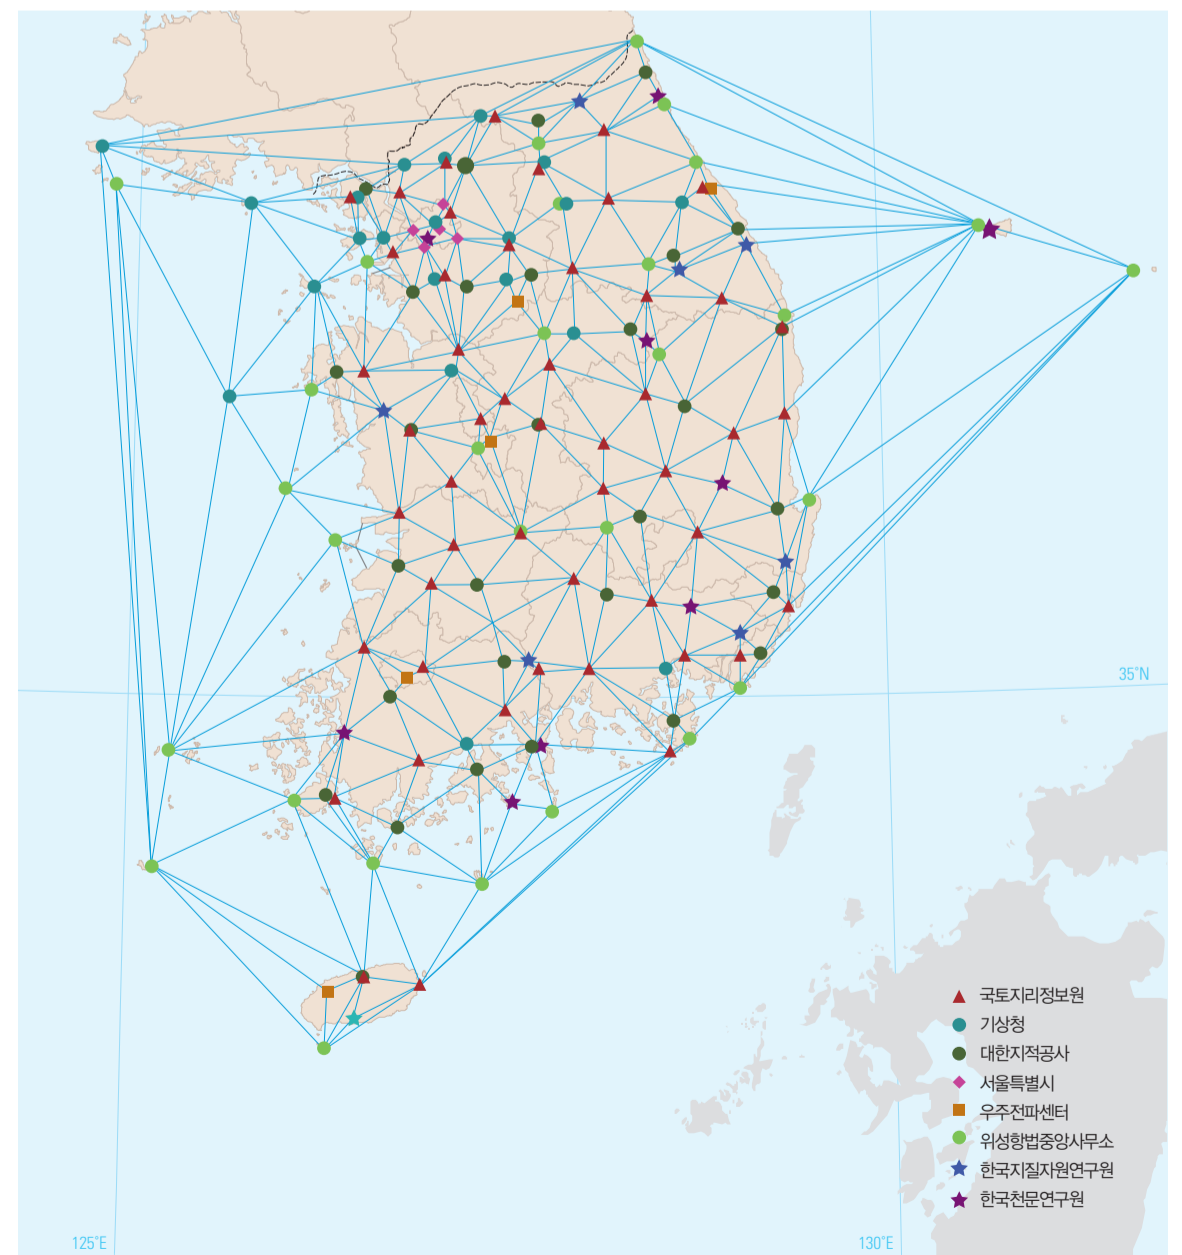 35˚N
국토지리정보원
기상청
대한지적공사
서울특별시
우주전파센터
위성항법중앙사무소
한국지질자원연구원
한국천문연구원
125˚E
130˚E